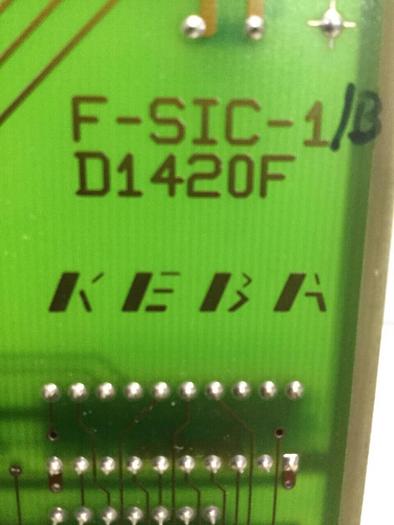 F-SIC-1/B
D1420F
KEBA